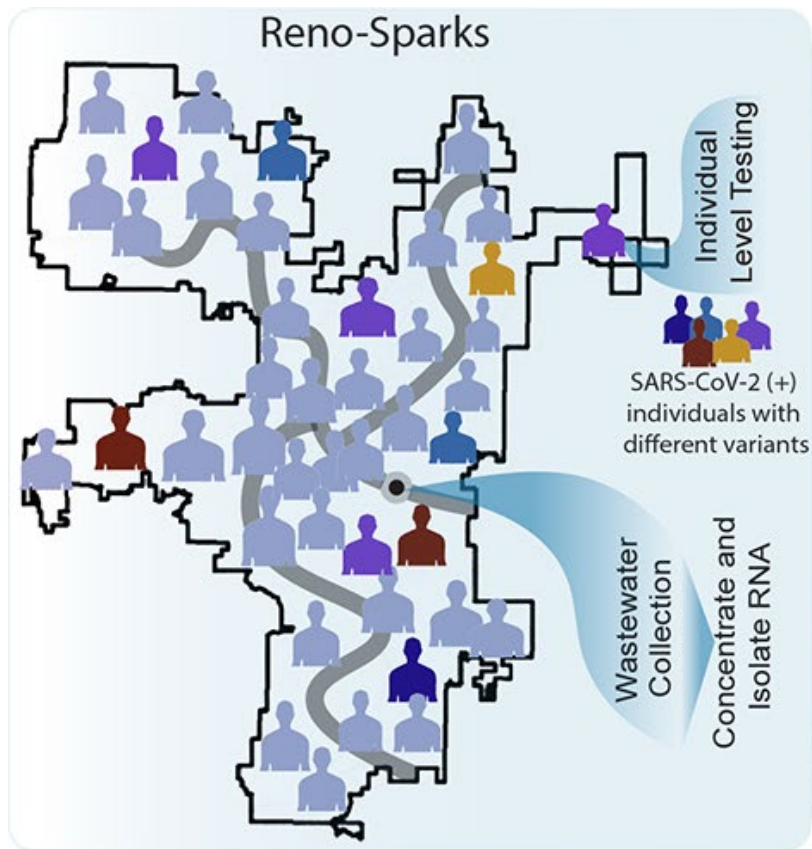 Reno-Sparks
Individual
Level Testing
SARS-CoV-2 (+)
individuals with
different variants
Wastewater
Collection
Concentrate and
Isolate RNA